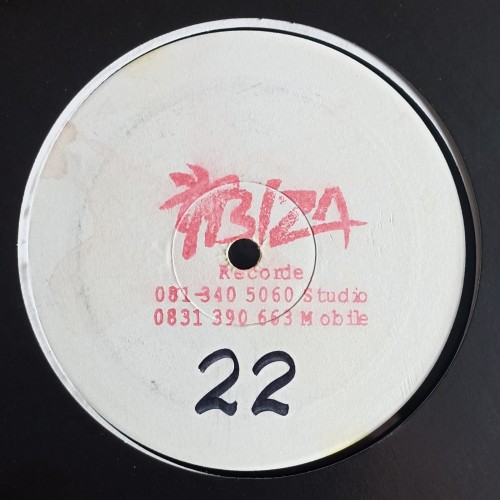 IBIZA
Records
081-340 5060 Studio
0831 390 663 Mobile
22